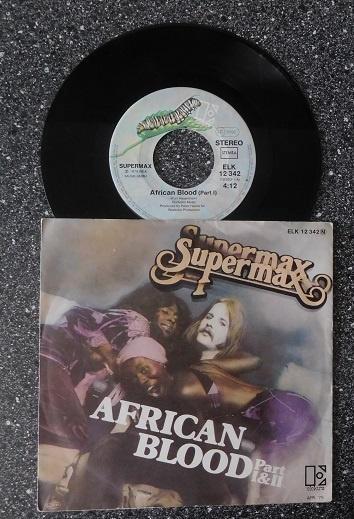 STEREO
STEMRA
SUPERMAX
ELK
12 342
African Blood (Part I)
4:12
ELK 12 342 N
Supermax
Supermax
AFRICAN
BLOOD
Part
I & II